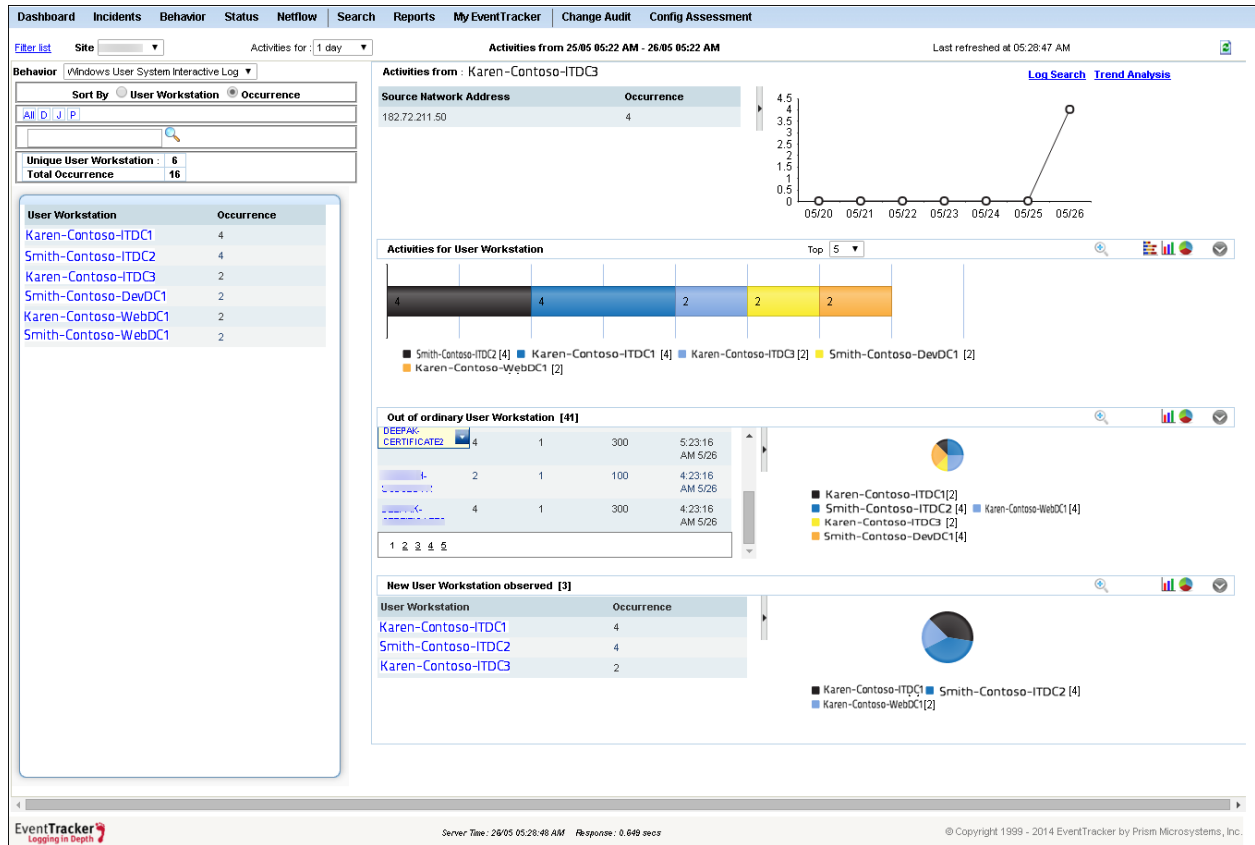 Dashboard Incidents Behavior Status Netflow Search Reports My EventTracker Change Audit Config Assessment
Filter list Site Activities for : 1 day Activities from 25/05 05:22 AM - 26/05 05:22 AM Last refreshed at 05:28:47 AM
Behavior Windows User System Interactive Log
Sort By User Workstation Occurrence
All D J P
Unique User Workstation : 6
Total Occurrence 16
User Workstation Occurrence
Karen-Contoso-ITDC1 4
Smith-Contoso-ITDC2 4
Karen-Contoso-ITDC3 2
Smith-Contoso-DevDC1 2
Karen-Contoso-WebDC1 2
Smith-Contoso-WebDC1 2
Activities from : Karen-Contoso-ITDC3
Log Search Trend Analysis
Source Natwork Address Occurrence
182.72.211.50 4
4.5
4
3.5
3
2.5
2
1.5
1
0.5
0
05/20 05/21 05/22 05/23 05/24 05/25 05/26
Activities for User Workstation Top 5
4 4 2 2 2
Smith-Contoso-ITDC2 [4] Karen-Contoso-ITDC1 [4] Karen-Contoso-ITDC3 [2] Smith-Contoso-DevDC1 [2]
Karen-Contoso-WebDC1 [2]
Out of ordinary User Workstation [41]
DEEPAK-
CERTIFICATE2 4 1 300 5:23:16
AM 5/26
2 1 100 4:23:16
AM 5/26
4 1 300 4:23:16
AM 5/26
1 2 3 4 5
Karen-Contoso-ITDC1[2]
Smith-Contoso-ITDC2 [4] Karen-Contoso-WebDC1 [4]
Karen-Contoso-ITDC3 [2]
Smith-Contoso-DevDC1[4]
New User Workstation observed [3]
User Workstation Occurrence
Karen-Contoso-ITDC1 4
Smith-Contoso-ITDC2 4
Karen-Contoso-ITDC3 2
Karen-Contoso-ITDC1 Smith-Contoso-ITDC2 [4]
Karen-Contoso-WebDC1[2]
EventTracker
Logging in Depth
Server Time: 26/05 05:28:48 AM Response: 0.649 secs
© Copyright 1999 - 2014 EventTracker by Prism Microsystems, Inc.